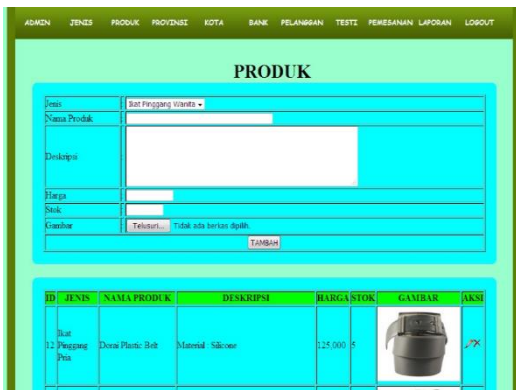 ADMIN JENIS PRODUK PROVINSI KOTA BANK PELANGGAN TESTI PEMESANAN LAPORAN LOGOUT
PRODUK
Jenis : Ikat Pinggang Wanita
Nama Produk :
Deskripsi :
Harga :
Stok :
Gambar : Telusuri... Tidak ada berkas dipilih.
TAMBAH
ID JENIS NAMA PRODUK DESKRIPSI HARGA STOK GAMBAR AKSI
12 Ikat Pinggang Pria Dorai Plastic Belt Material : Silicone 125,000 5